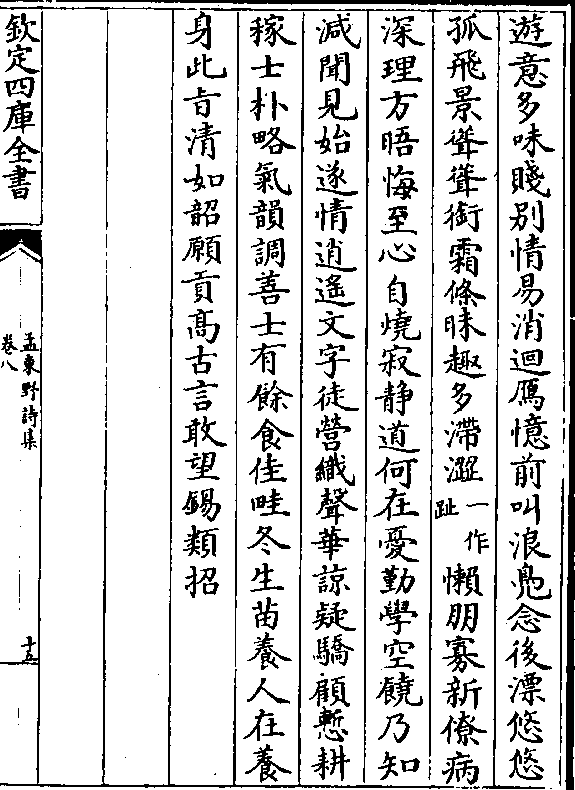 遊意多味賤别情易消迴鴈憶前叫浪鳬念後漂悠悠
孤飛景聳聳銜霜條昧趣多滯澀一作趾懶朋寡新僚病
深理方晤悔至心自燒寂静道何在憂勤學空饒乃知
減聞見始遂情逍遥文字徒營織聲華諒疑驕顧慙耕
稼士朴略氣韻調善士有餘食佳畦冬生苗養人在養
身此㫖清如韶願貢髙古言敢望錫類招
欽定四庫全書
孟東野詩集
卷八
十五